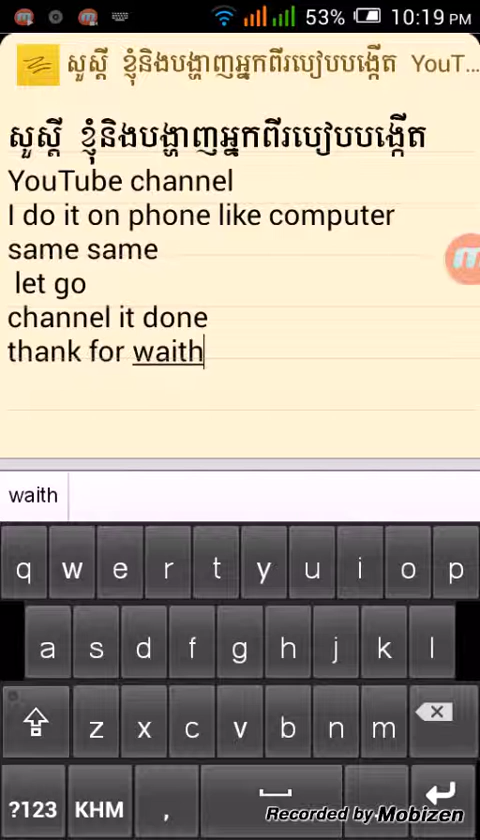 53% 10:19 PM
សួស្តី ខ្ញុំនិងបង្ហាញអ្នកពីរបៀបបង្កើត YouT...
សួស្តី ខ្ញុំនិងបង្ហាញអ្នកពីរបៀបបង្កើត
YouTube channel
I do it on phone like computer
same same
let go
channel it done
thank for waith
waith
q w e r t y u i o p
a s d f g h j k l
z x c v b n m
?123 KHM ,
Recorded by Mobizen